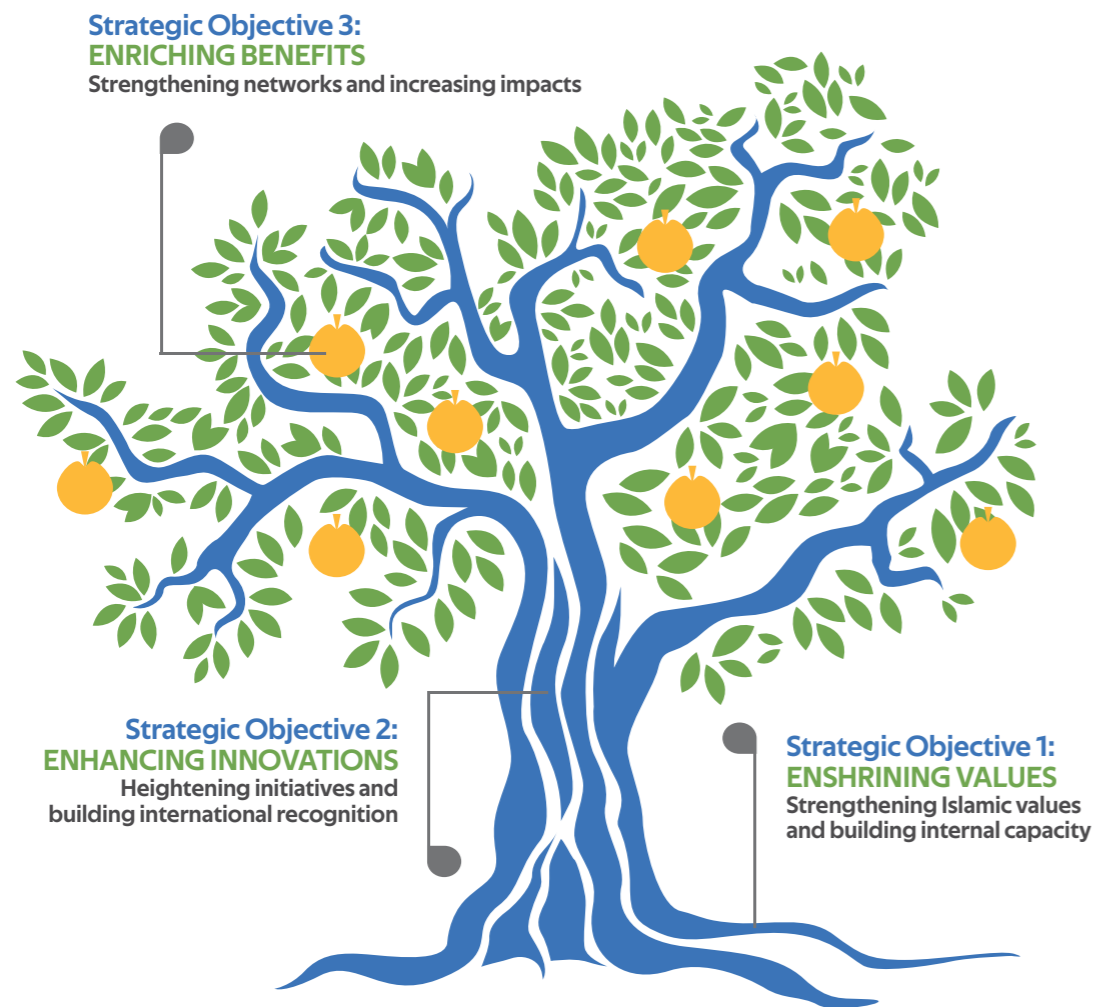 Strategic Objective 3:
ENRICHING BENEFITS
Strengthening networks and increasing impacts
Strategic Objective 2:
ENHANCING INNOVATIONS
Heightening initiatives and
building international recognition
Strategic Objective 1:
ENSHRINING VALUES
Strengthening Islamic values
and building internal capacity